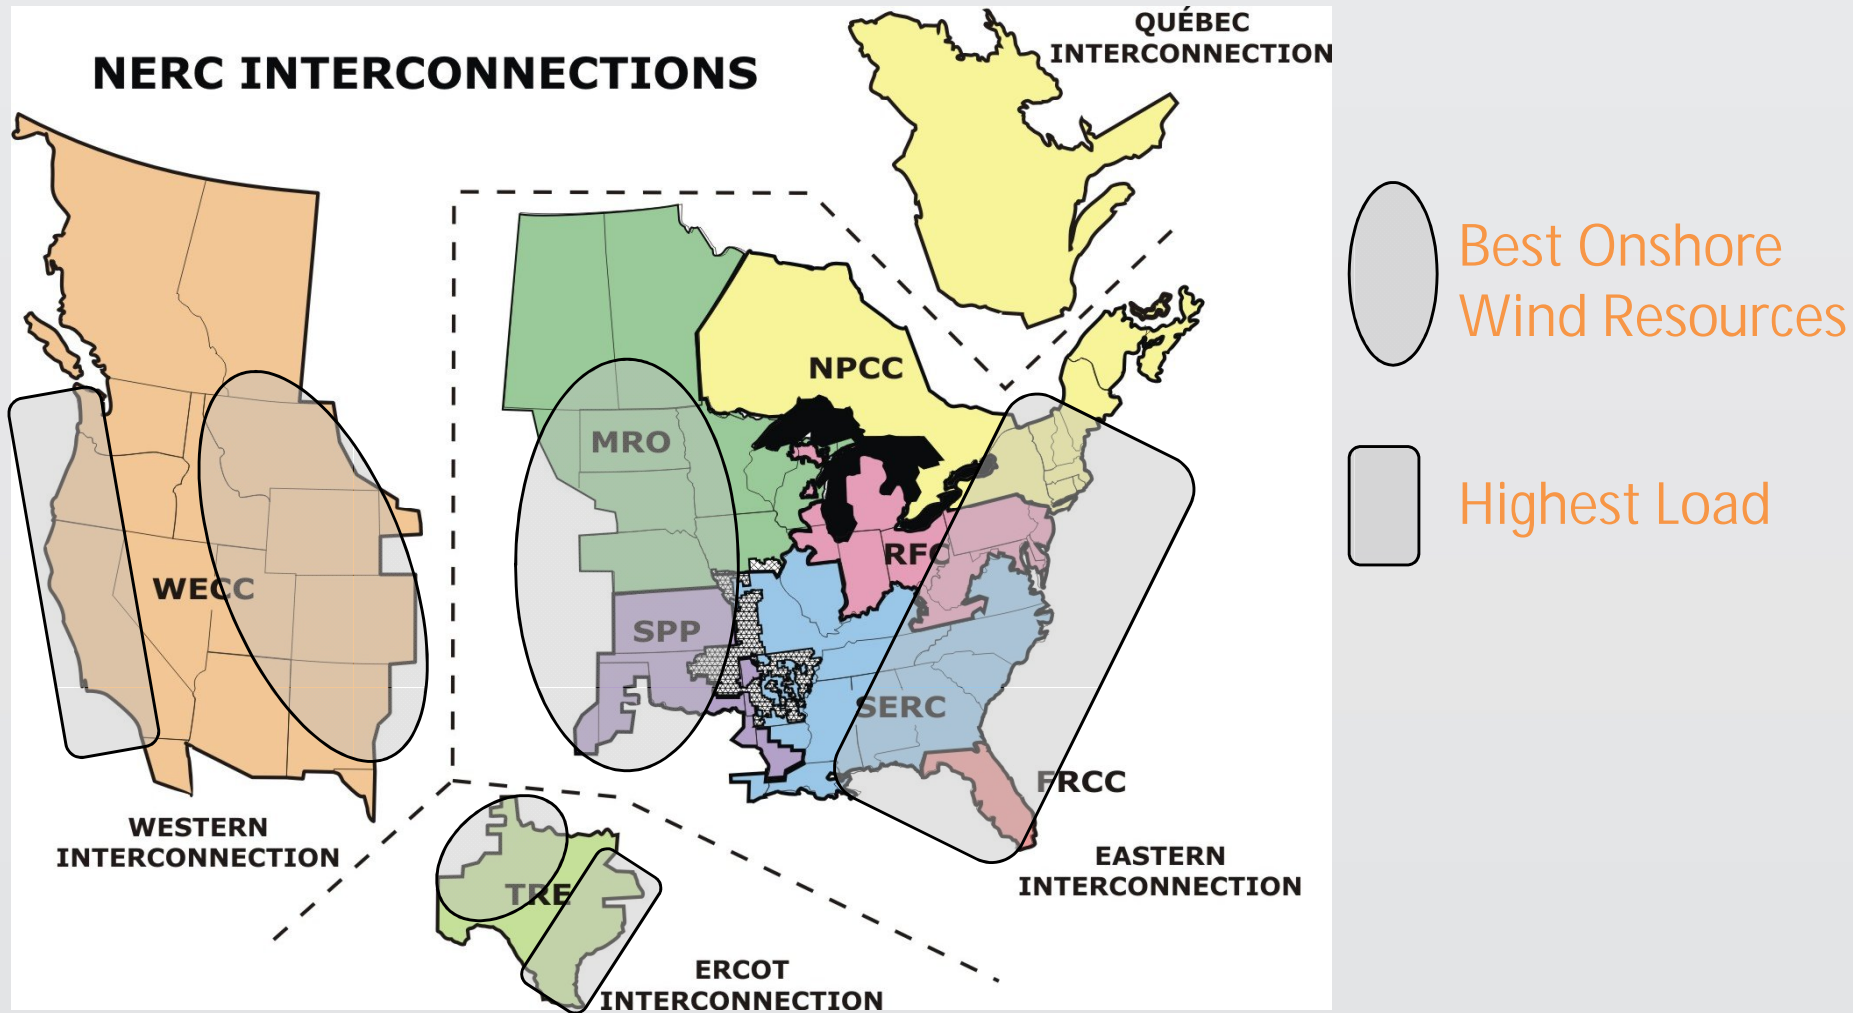 NERC INTERCONNECTIONS
QUÉBEC
INTERCONNECTION
Best Onshore
Wind Resources
NPCC
MRO
Highest Load
RFC
WECC
SPP
SERC
FRCC
WESTERN
INTERCONNECTION
EASTERN
INTERCONNECTION
TRE
ERCOT
INTERCONNECTION